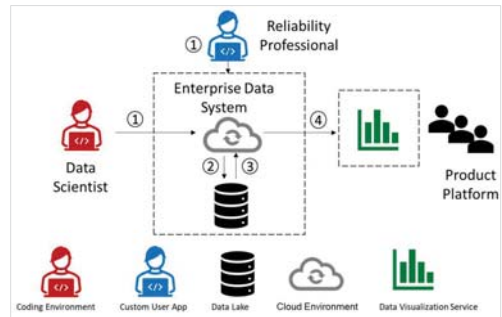 ①
Reliability
Professional
Enterprise Data
System
①
④
② ③
Data
Scientist
Product
Platform
Coding Environment
Custom User App
Data Lake
Cloud Environment
Data Visualization Service